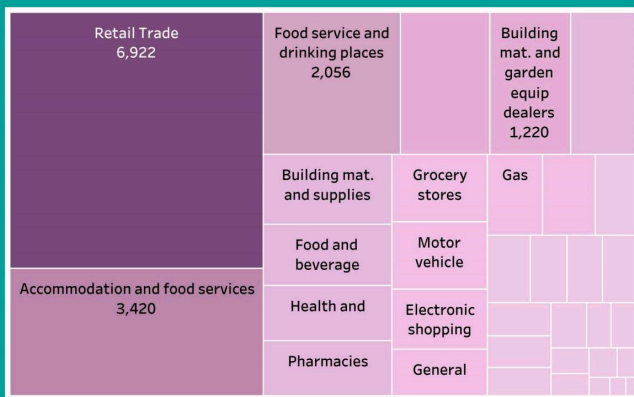 Retail Trade
6,922
Accommodation and food services
3,420
Food service and
drinking places
2,056
Building
mat. and
garden
equip
dealers
1,220
Building mat.
and supplies
Food and
beverage
Health and
Pharmacies
Grocery
stores
Motor
vehicle
Electronic
shopping
General
Gas